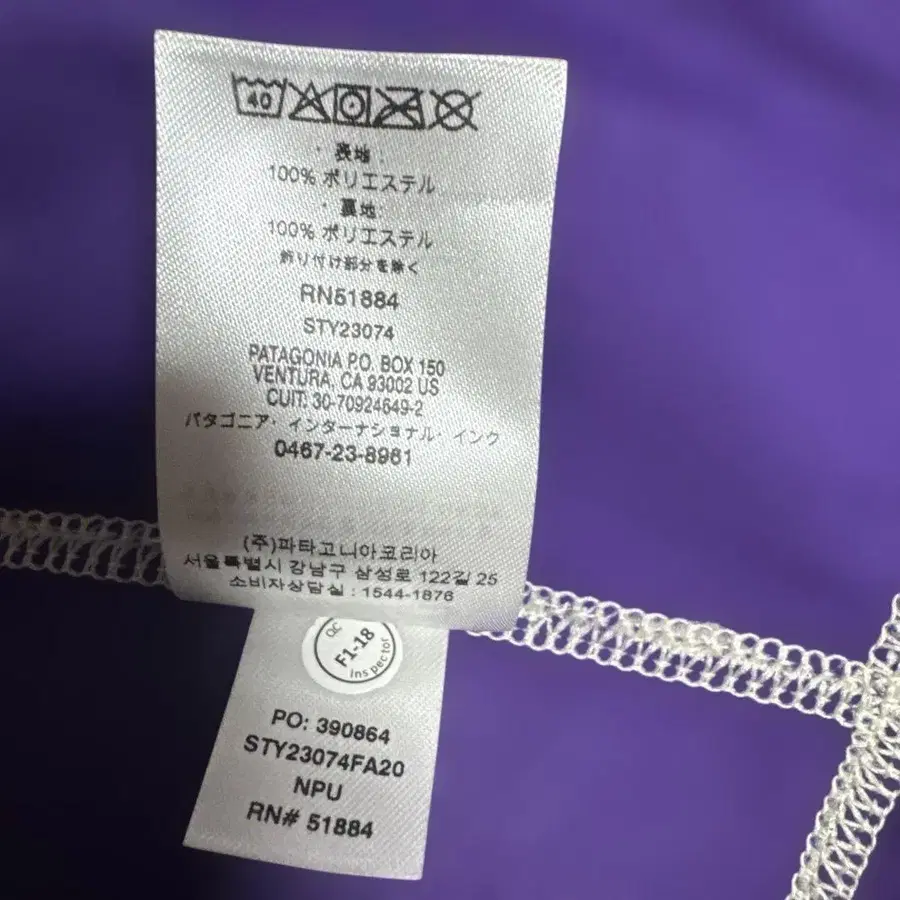 40
・表地:
100% ポリエステル
・裏地:
100% ポリエステル
飾り付け部分を除く
RN51884
STY23074
PATAGONIA P.O. BOX 150
VENTURA, CA 93002 US
CUIT: 30-70924649-2
パタゴニア・インターナショナル・インク
0467-23-8961
(주)파타고니아코리아
서울특별시 강남구 삼성로 122길 25
소비자상담실 : 1544-1876
QC
F1-18
Inspector
PO: 390864
STY23074FA20
NPU
RN# 51884